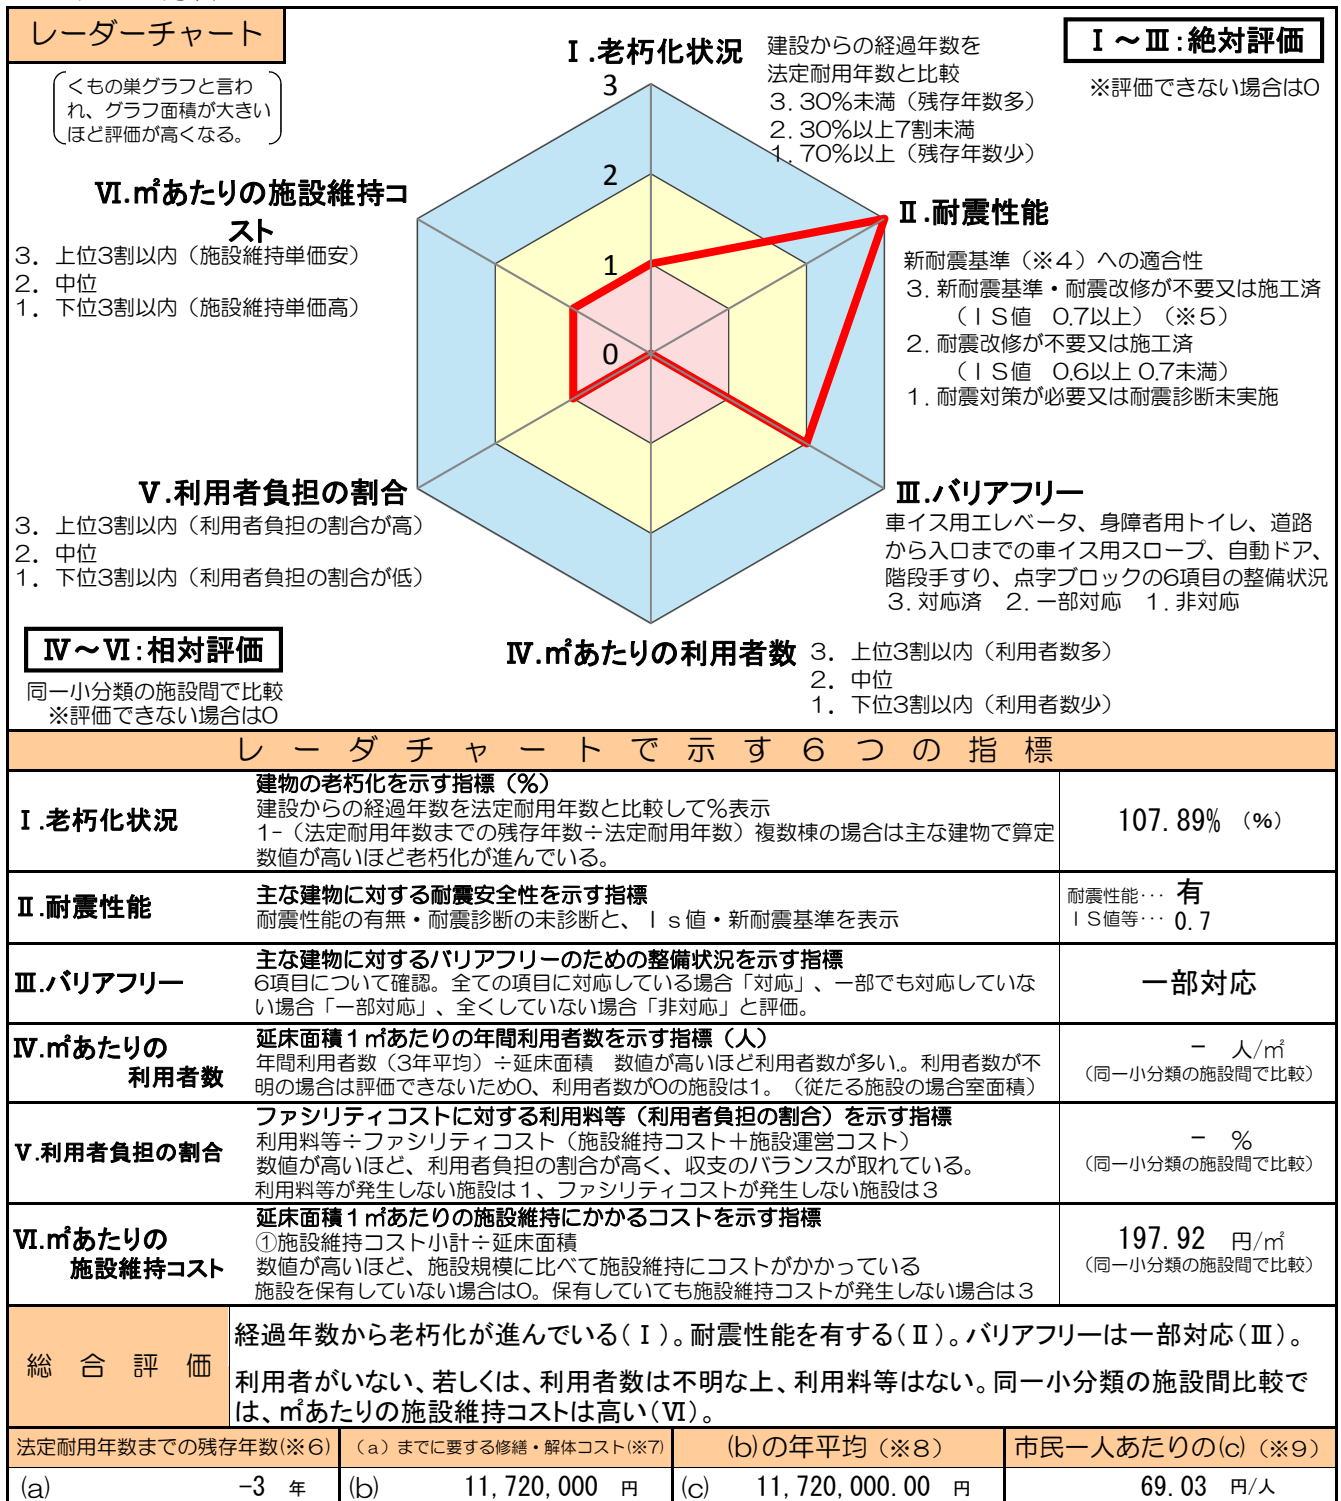 レーダーチャート
くもの巣グラフと言わ
れ、グラフ面積が大きい
ほど評価が高くなる。
Ⅰ.老朽化状況
建設からの経過年数を
法定耐用年数と比較
3. 30%未満（残存年数多）
2. 30%以上7割未満
1. 70%以上（残存年数少）
Ⅰ～Ⅲ:絶対評価
※評価できない場合は0
3
2
1
0
Ⅵ.㎡あたりの施設維持コ
スト
3. 上位3割以内（施設維持単価安）
2. 中位
1. 下位3割以内（施設維持単価高）
Ⅱ.耐震性能
新耐震基準（※4）への適合性
3. 新耐震基準・耐震改修が不要又は施工済
（ＩＳ値 0.7以上）（※5）
2. 耐震改修が不要又は施工済
（ＩＳ値 0.6以上 0.7未満）
1. 耐震対策が必要又は耐震診断未実施
Ⅴ.利用者負担の割合
3. 上位3割以内（利用者負担の割合が高）
2. 中位
1. 下位3割以内（利用者負担の割合が低）
Ⅲ.バリアフリー
車イス用エレベータ、身障者用トイレ、道路
から入口までの車イス用スロープ、自動ドア、
階段手すり、点字ブロックの6項目の整備状況
3. 対応済 2. 一部対応 1. 非対応
Ⅳ～Ⅵ:相対評価
同一小分類の施設間で比較
※評価できない場合は0
Ⅳ.㎡あたりの利用者数
3. 上位3割以内（利用者数多）
2. 中位
1. 下位3割以内（利用者数少）
レーダチャートで示す６つの指標
Ⅰ.老朽化状況
建物の老朽化を示す指標（%）
建設からの経過年数を法定耐用年数と比較して%表示
1-（法定耐用年数までの残存年数÷法定耐用年数）複数棟の場合は主な建物で算定
数値が高いほど老朽化が進んでいる。
107.89% （%）
Ⅱ.耐震性能
主な建物に対する耐震安全性を示す指標
耐震性能の有無・耐震診断の未診断と、Ｉｓ値・新耐震基準を表示
耐震性能… 有
ＩＳ値等… 0.7
Ⅲ.バリアフリー
主な建物に対するバリアフリーのための整備状況を示す指標
6項目について確認。全ての項目に対応している場合「対応」、一部でも対応していな
い場合「一部対応」、全くしていない場合「非対応」と評価。
一部対応
Ⅳ.㎡あたりの
利用者数
延床面積１㎡あたりの年間利用者数を示す指標（人）
年間利用者数（3年平均）÷延床面積 数値が高いほど利用者数が多い。利用者数が不
明の場合は評価できないため0、利用者数が0の施設は1。（従たる施設の場合室面積）
- 人/㎡
（同一小分類の施設間で比較）
Ⅴ.利用者負担の割合
ファシリティコストに対する利用料等（利用者負担の割合）を示す指標
利用料等÷ファシリティコスト（施設維持コスト＋施設運営コスト）
数値が高いほど、利用者負担の割合が高く、収支のバランスが取れている。
利用料等が発生しない施設は１、ファシリティコストが発生しない施設は３
- %
（同一小分類の施設間で比較）
Ⅵ.㎡あたりの
施設維持コスト
延床面積１㎡あたりの施設維持にかかるコストを示す指標
①施設維持コスト小計÷延床面積
数値が高いほど、施設規模に比べて施設維持にコストがかかっている
施設を保有していない場合は0。保有していても施設維持コストが発生しない場合は３
197.92 円/㎡
（同一小分類の施設間で比較）
総合評価
経過年数から老朽化が進んでいる(Ⅰ)。耐震性能を有する(Ⅱ)。バリアフリーは一部対応(Ⅲ)。
利用者がいない、若しくは、利用者数は不明な上、利用料等はない。同一小分類の施設間比較で
は、㎡あたりの施設維持コストは高い(Ⅵ)。
法定耐用年数までの残存年数(※6)
（a）までに要する修繕・解体コスト(※7)
(b)の年平均（※8）
市民一人あたりの(c)（※9）
(a) -3 年
(b) 11,720,000 円
(c) 11,720,000.00 円
69.03 円/人